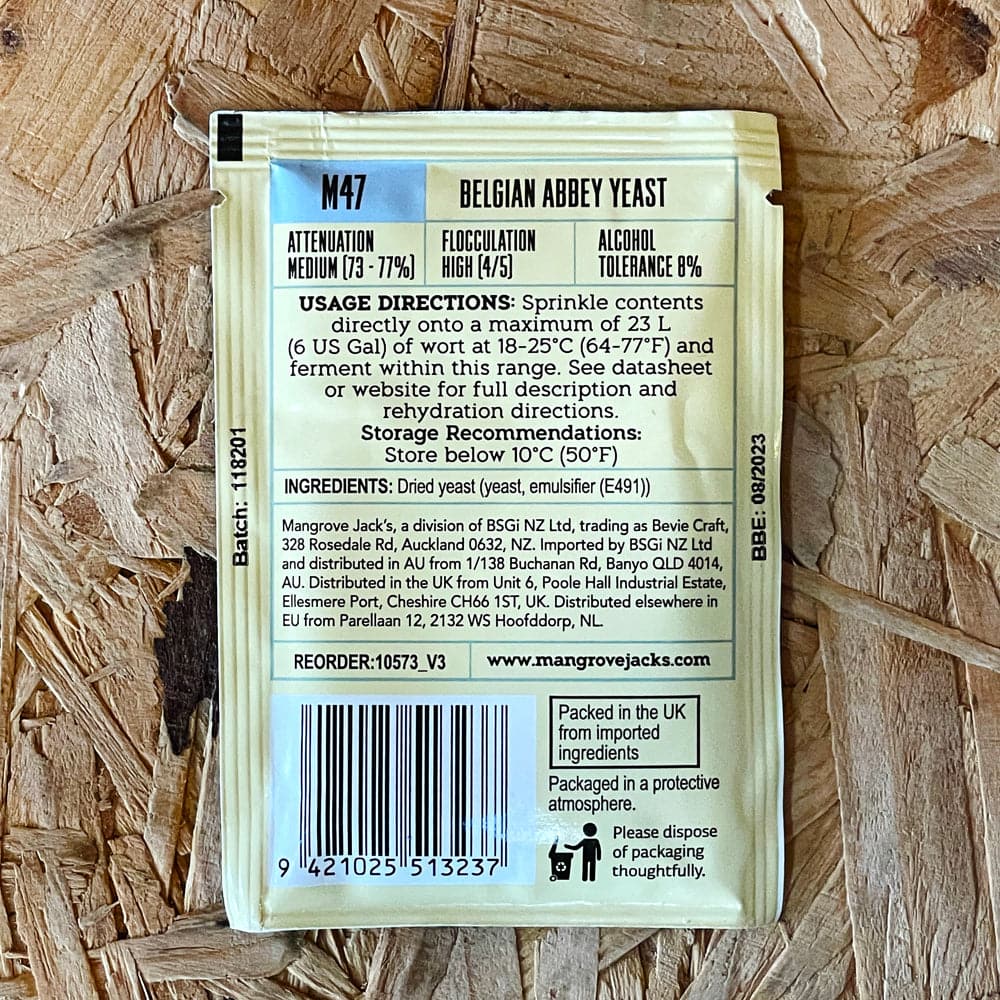 M47
BELGIAN ABBEY YEAST
ATTENUATION
MEDIUM (73 - 77%)
FLOCCULATION
HIGH (4/5)
ALCOHOL
TOLERANCE 8%
USAGE DIRECTIONS: Sprinkle contents
directly onto a maximum of 23 L
(6 US Gal) of wort at 18-25°C (64-77°F) and
ferment within this range. See datasheet
or website for full description and
rehydration directions.
Storage Recommendations:
Store below 10°C (50°F)
INGREDIENTS: Dried yeast (yeast, emulsifier (E491))
Mangrove Jack's, a division of BSGi NZ Ltd, trading as Bevie Craft,
328 Rosedale Rd, Auckland 0632, NZ. Imported by BSGi NZ Ltd
and distributed in AU from 1/138 Buchanan Rd, Banyo QLD 4014,
AU. Distributed in the UK from Unit 6, Poole Hall Industrial Estate,
Ellesmere Port, Cheshire CH66 1ST, UK. Distributed elsewhere in
EU from Parellaan 12, 2132 WS Hoofddorp, NL.
REORDER:10573_V3
www.mangrovejacks.com
Batch: 118201
BBE: 08/2023
9 421025 513237
Packed in the UK
from imported
ingredients
Packaged in a protective
atmosphere.
Please dispose
of packaging
thoughtfully.